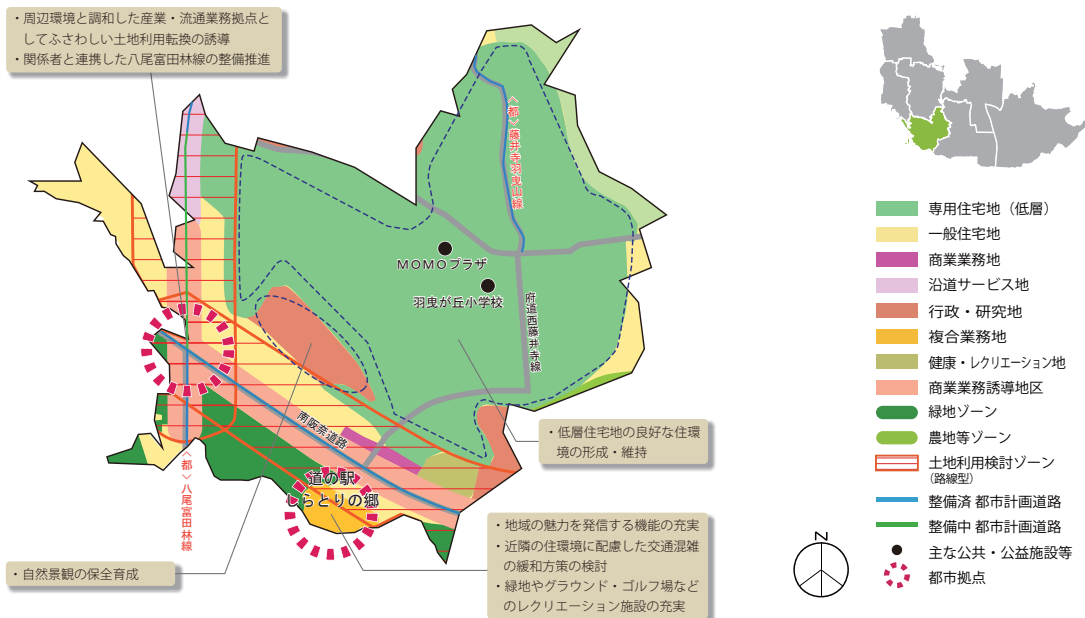 ・周辺環境と調和した産業・流通業務拠点と
してふさわしい土地利用転換の誘導
・関係者と連携した八尾富田林線の整備推進
〈都〉藤井寺羽曳山線
MOMOプラザ
羽曳が丘小学校
府道西藤井寺線
南阪奈道路
道の駅
しらとりの郷
〈都〉八尾富田林線
・低層住宅地の良好な住環
境の形成・維持
・地域の魅力を発信する機能の充実
・近隣の住環境に配慮した交通混雑
の緩和方策の検討
・緑地やグラウンド・ゴルフ場など
どのレクリエーション施設の充実
・自然景観の保全育成
専用住宅地（低層）
一般住宅地
商業業務地
沿道サービス地
行政・研究地
複合業務地
健康・レクリエーション地
商業業務誘導地区
緑地ゾーン
農地等ゾーン
土地利用検討ゾーン
（路線型）
整備済 都市計画道路
整備中 都市計画道路
主な公共・公益施設等
都市拠点
N